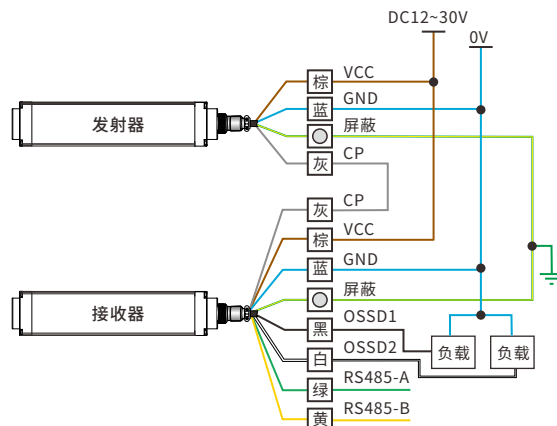 DC12~30V
0V
棕 VCC
蓝 GND
发射器
屏蔽
灰 CP
灰 CP
棕 VCC
蓝 GND
屏蔽
接收器
黑 OSSD1
白 OSSD2
负载 负载
绿 RS485-A
黄 RS485-B